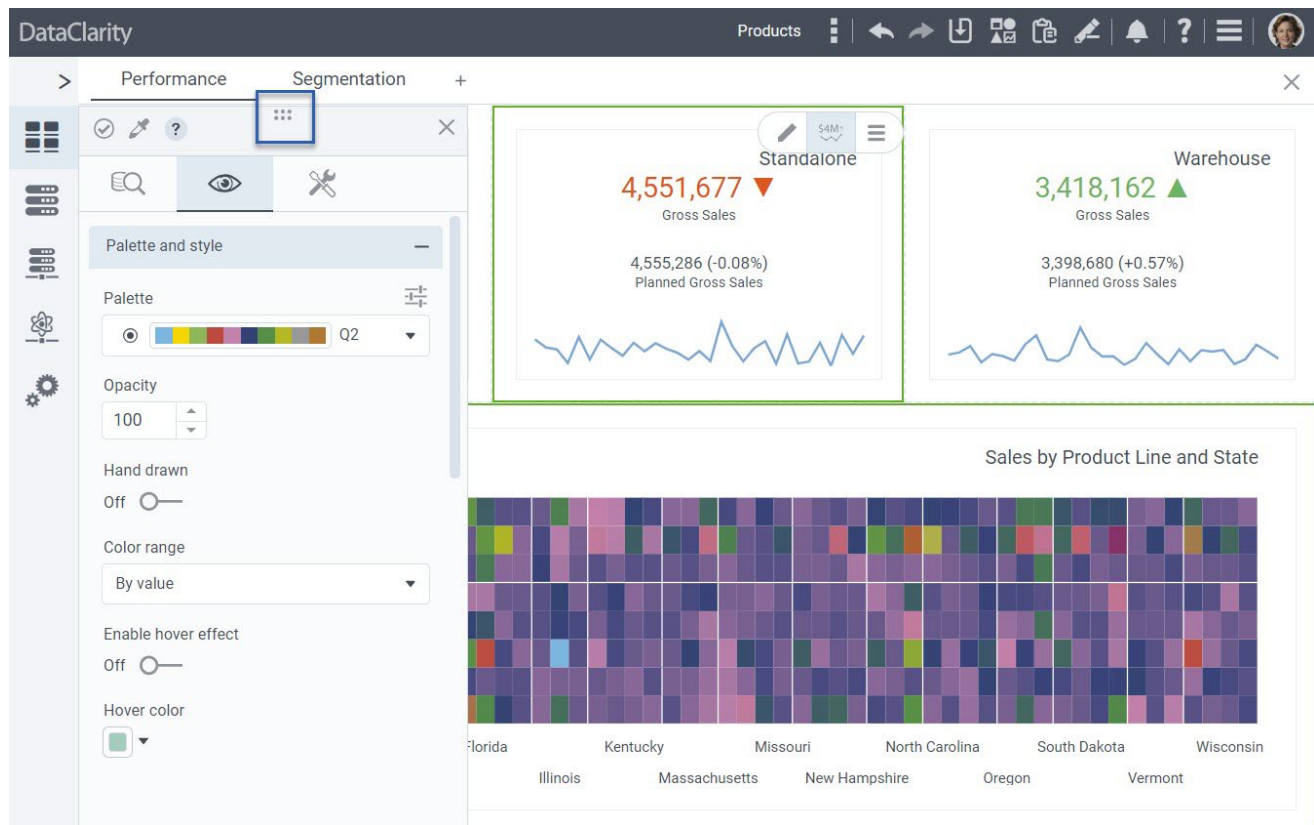 DataClarity
Products
?
>
Performance Segmentation +
?
$4M
Palette and style
Palette
Q2
Opacity
100
Hand drawn
Off
Color range
By value
Enable hover effect
Off
Hover color
Standalone
4,551,677 ▼
Gross Sales
4,555,286 (-0.08%)
Planned Gross Sales
Warehouse
3,418,162 ▲
Gross Sales
3,398,680 (+0.57%)
Planned Gross Sales
Sales by Product Line and State
Florida Kentucky Missouri North Carolina South Dakota Wisconsin
Illinois Massachusetts New Hampshire Oregon Vermont